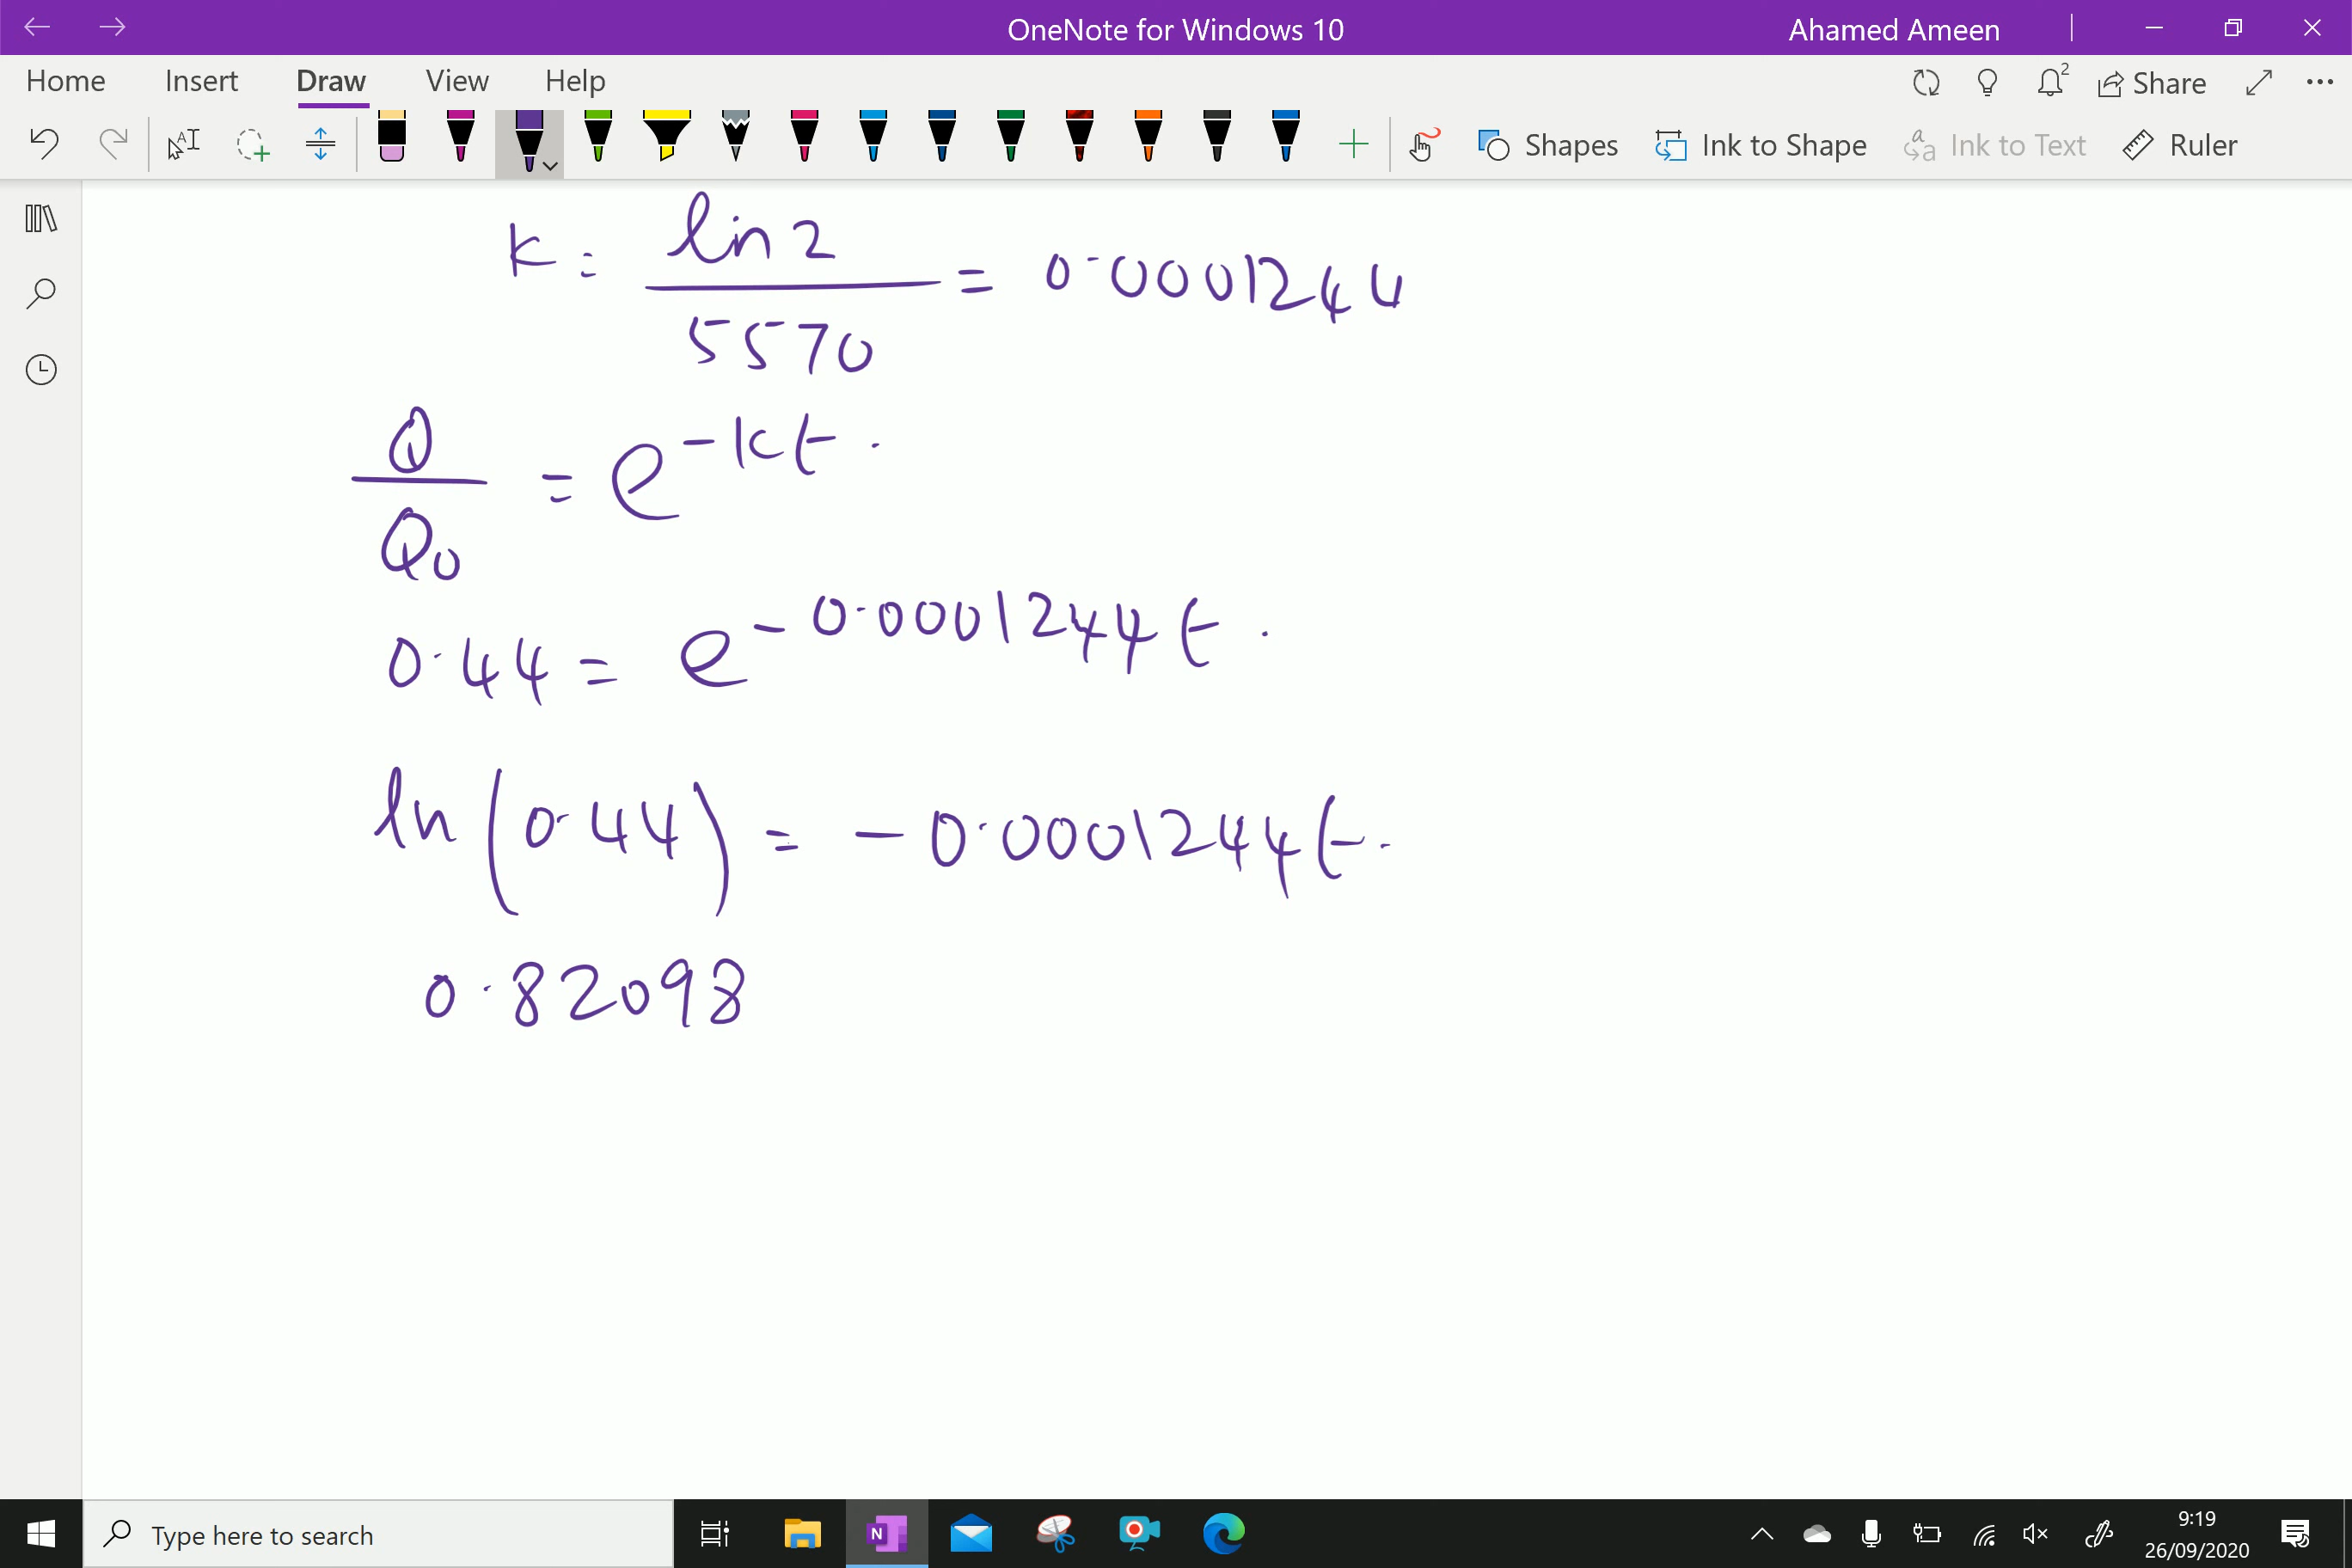 OneNote for Windows 10
Ahamed Ameen
Home Insert Draw View Help
2 Share
Shapes Ink to Shape Ink to Text Ruler
k = ln 2 / 5570 = 0.0001244
Q / Q₀ = e^-kt.
0.44 = e^-0.0001244t.
ln(0.44) = -0.0001244t.
0.82098
Type here to search
9:19
26/09/2020